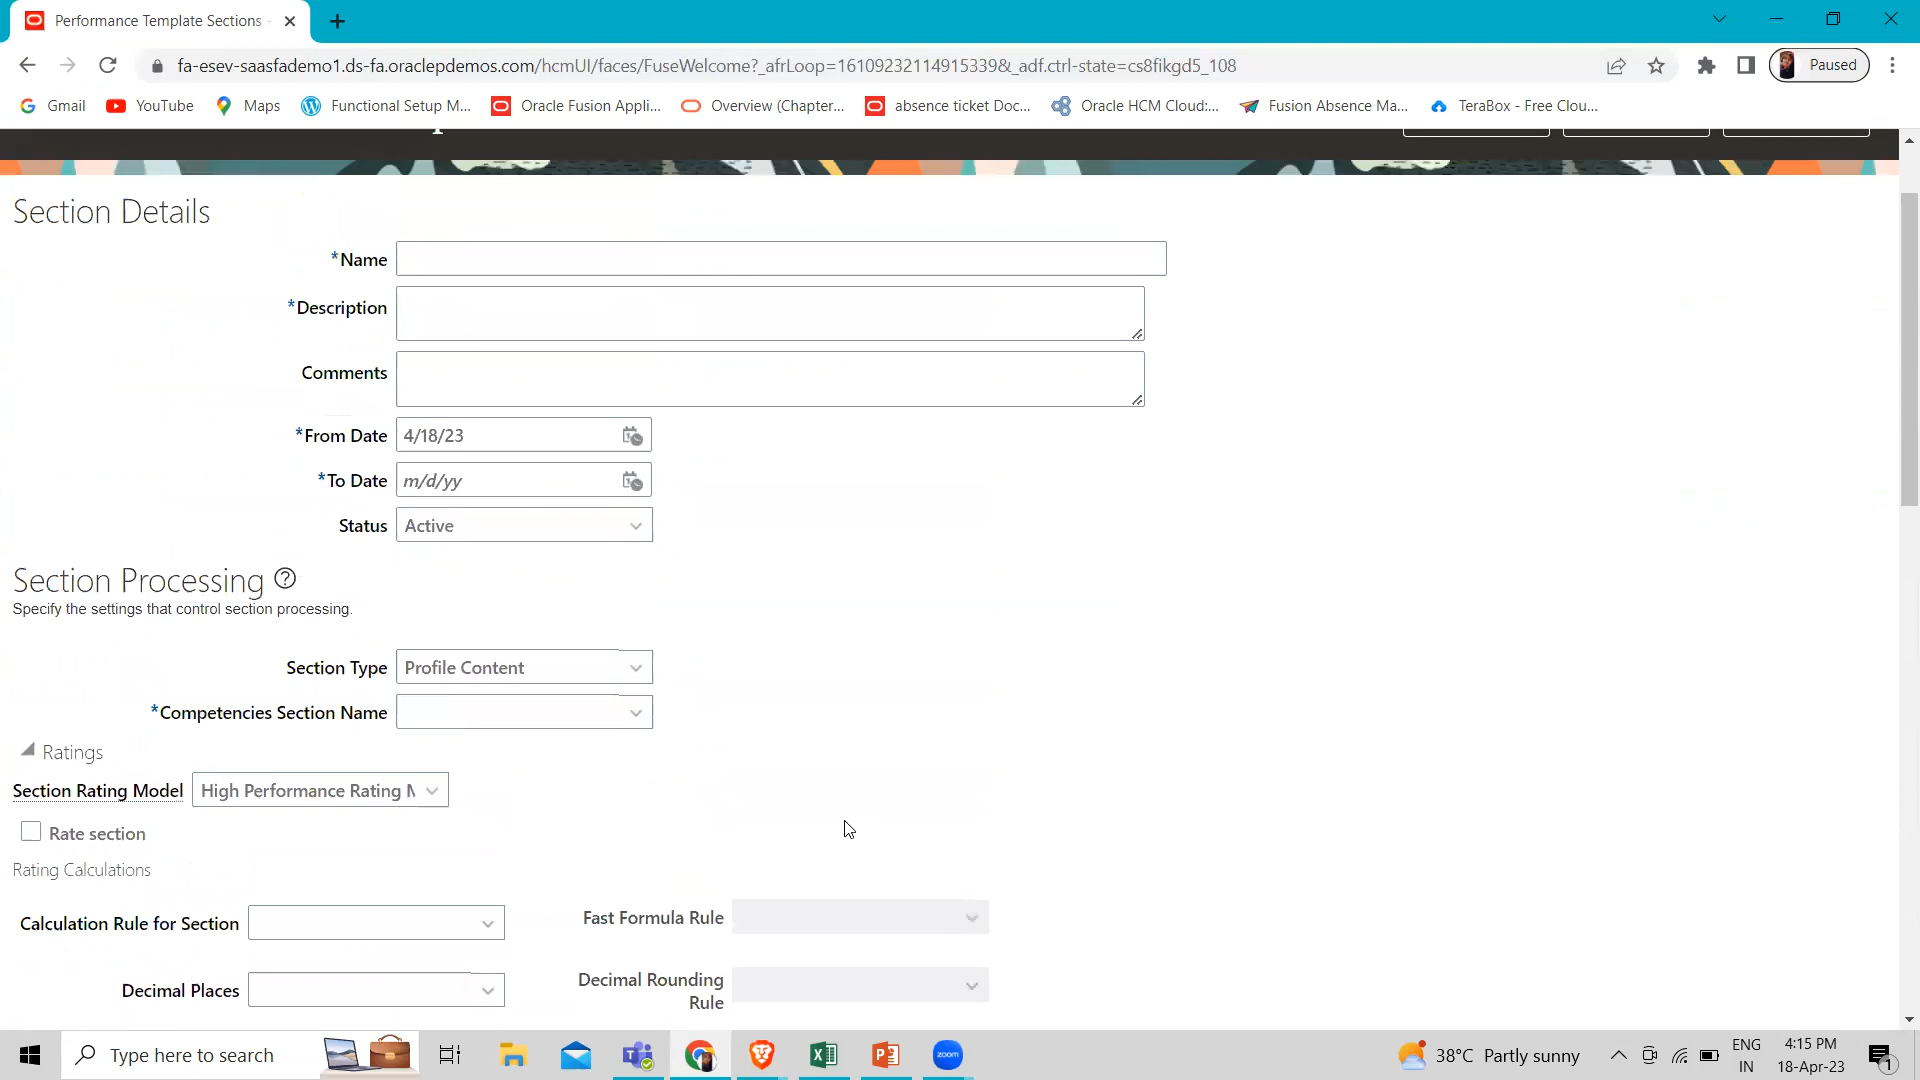 Performance Template Sections -
fa-esev-saasfademo1.ds-fa.oraclepdemos.com/hcmUI/faces/FuseWelcome?_afrLoop=16109232114915339&_adf.ctrl-state=cs8fikgd5_108
Paused
Gmail YouTube Maps Functional Setup M... Oracle Fusion Appli... Overview (Chapter... absence ticket Doc... Oracle HCM Cloud:... Fusion Absence Ma... TeraBox - Free Clou...
Section Details
*Name
*Description
Comments
*From Date 4/18/23
*To Date m/d/yy
Status Active
Section Processing ?
Specify the settings that control section processing.
Section Type Profile Content
*Competencies Section Name
Ratings
Section Rating Model High Performance Rating M
Rate section
Rating Calculations
Calculation Rule for Section Fast Formula Rule
Decimal Places Decimal Rounding Rule
Type here to search zoom 38°C Partly sunny ENG IN 4:15 PM 18-Apr-23 1